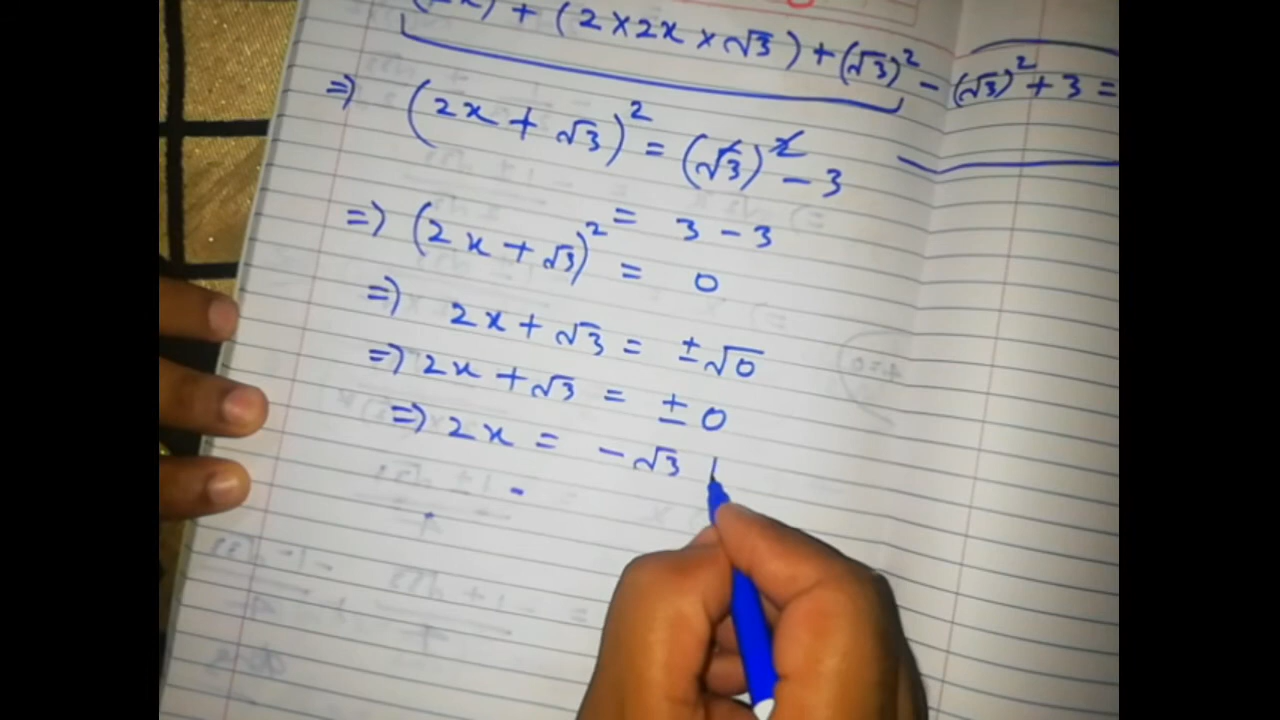 (2x) + (2×2x×√3) + (√3)² - (√3)² + 3 =
⇒ (2x + √3)² = (√3)² - 3
= 3 - 3
⇒ (2x + √3)² = 0
⇒ 2x + √3 = ±√0
⇒ 2x + √3 = ± 0
⇒ 2x = -√3